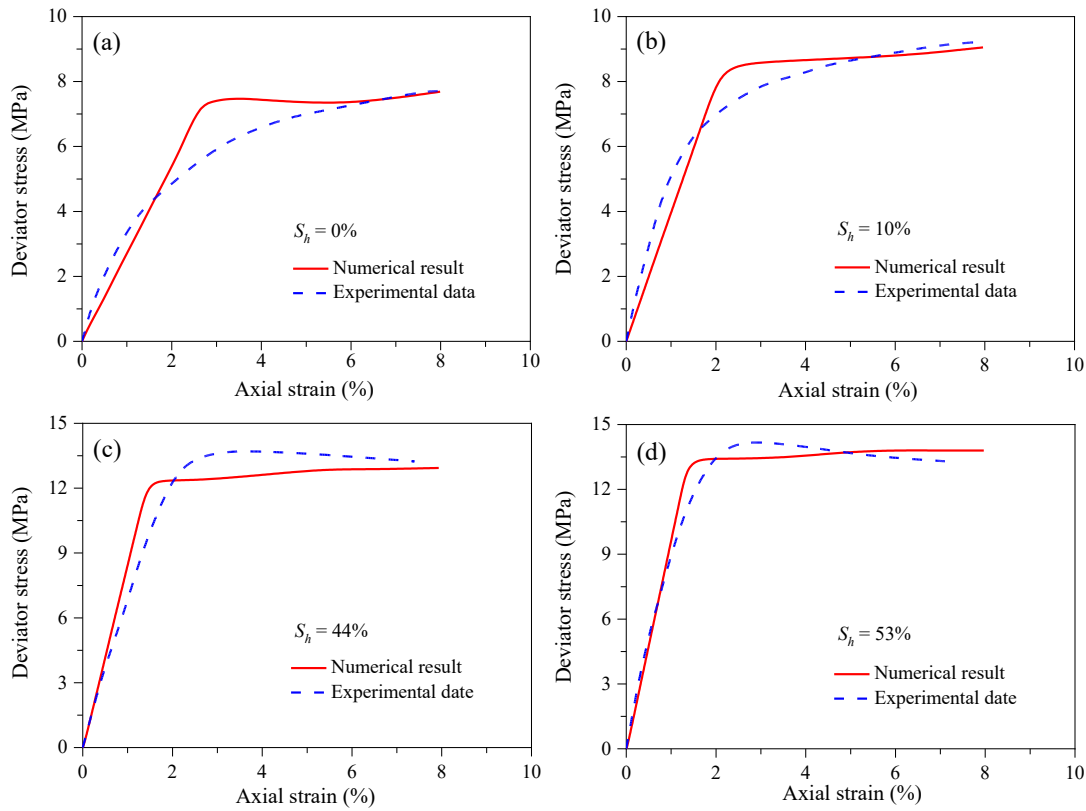 (a)
10
8
6
4
2
0
Deviator stress (MPa)
S_h = 0%
Numerical result
Experimental data
0 2 4 6 8 10
Axial strain (%)
(b)
10
8
6
4
2
0
Deviator stress (MPa)
S_h = 10%
Numerical result
Experimental data
0 2 4 6 8 10
Axial strain (%)
(c)
15
12
9
6
3
0
Deviator stress (MPa)
S_h = 44%
Numerical result
Experimental date
0 2 4 6 8 10
Axial strain (%)
(d)
15
12
9
6
3
0
Deviator stress (MPa)
S_h = 53%
Numerical result
Experimental date
0 2 4 6 8 10
Axial strain (%)